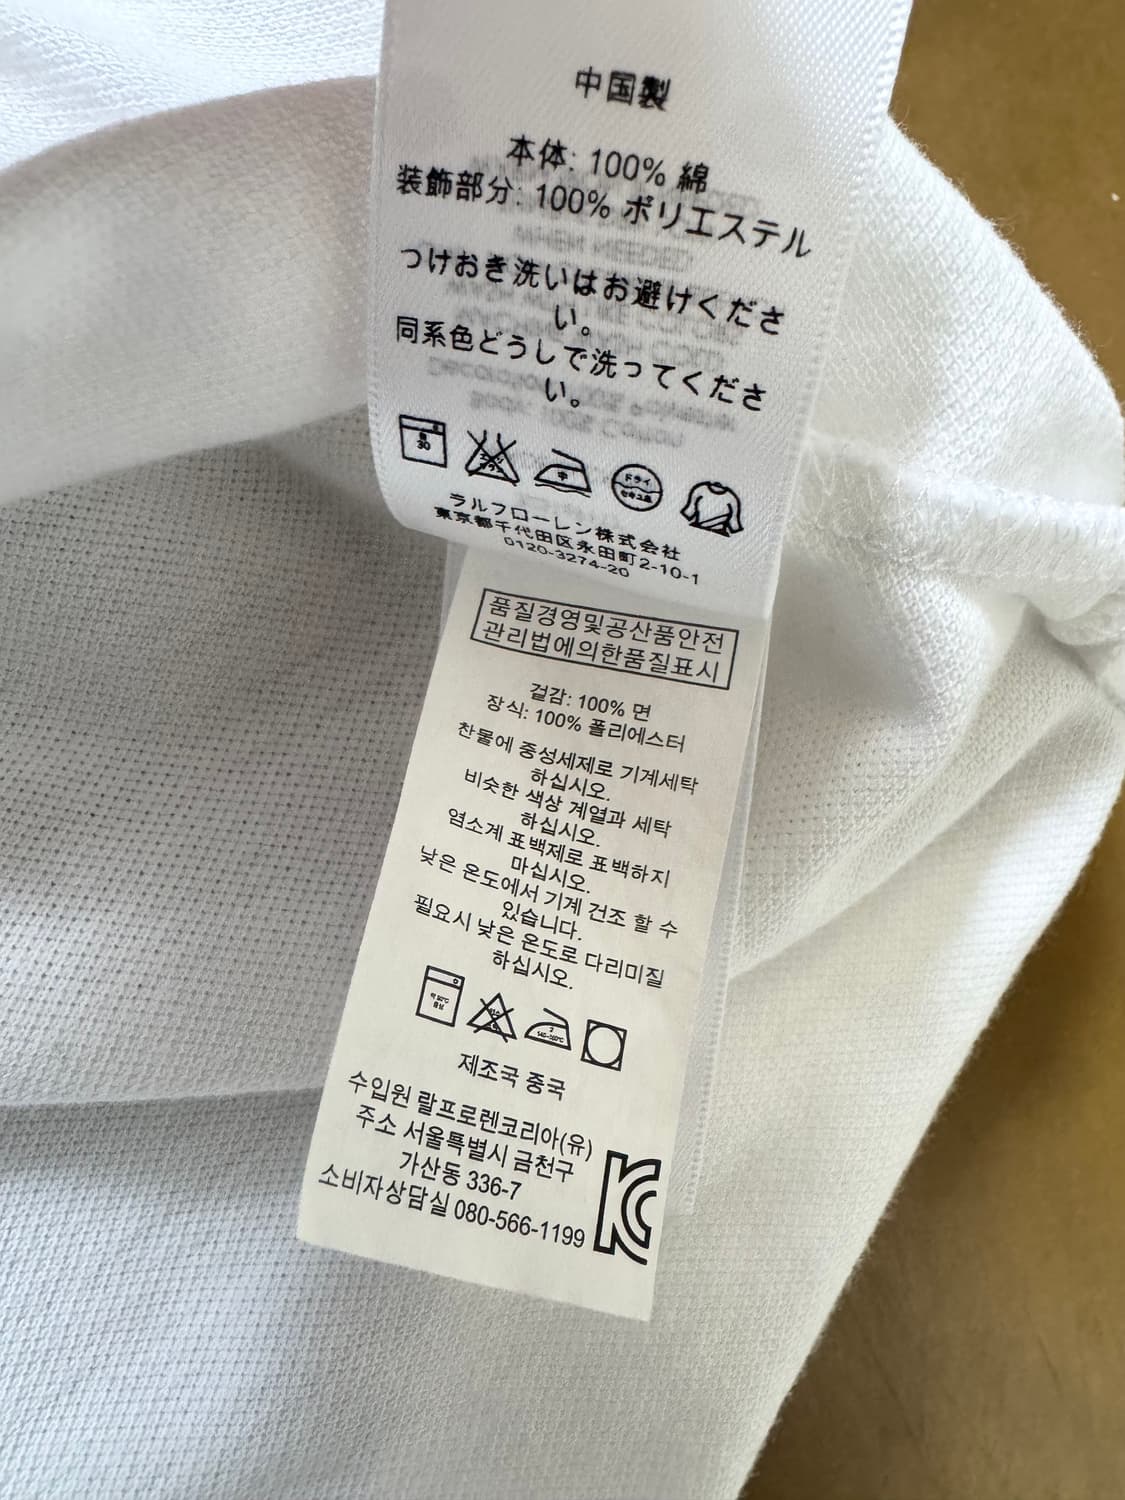 中国製
本体: 100% 綿
装飾部分: 100% ポリエステル
つけおき洗いはお避けくださ
い。
同系色どうしで洗ってくださ
い。
30
中
ドライ
セキユ系
ラルフローレン株式会社
東京都千代田区永田町2-10-1
0120-3274-20
품질경영및공산품안전
관리법에의한품질표시
겉감: 100% 면
장식: 100% 폴리에스터
찬물에 중성세제로 기계세탁
하십시오.
비슷한 색상 계열과 세탁
하십시오.
염소계 표백제로 표백하지
마십시오.
낮은 온도에서 기계 건조 할 수
있습니다.
필요시 낮은 온도로 다리미질
하십시오.
제조국 중국
수입원 랄프로렌코리아(유)
주소 서울특별시 금천구
가산동 336-7
소비자상담실 080-566-1199